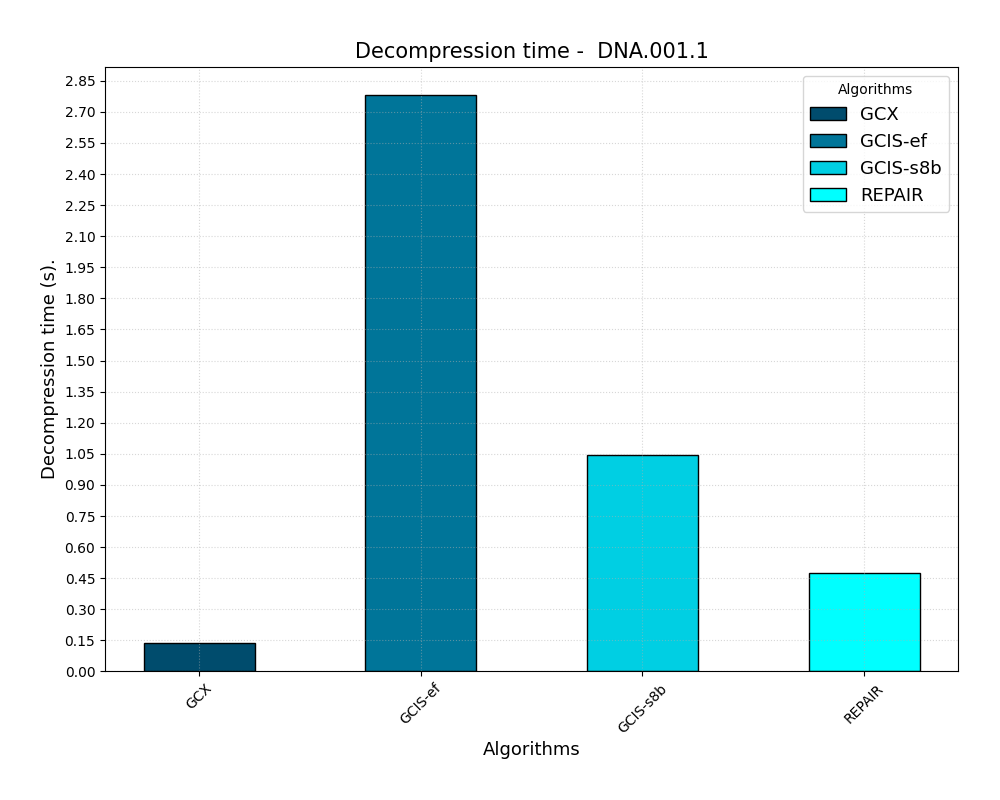 Decompression time -  DNA.001.1
Decompression time (s).
2.85
2.70
2.55
2.40
2.25
2.10
1.95
1.80
1.65
1.50
1.35
1.20
1.05
0.90
0.75
0.60
0.45
0.30
0.15
0.00
Algorithms
GCX
GCIS-ef
GCIS-s8b
REPAIR
GCX
GCIS-ef
GCIS-s8b
REPAIR
Algorithms